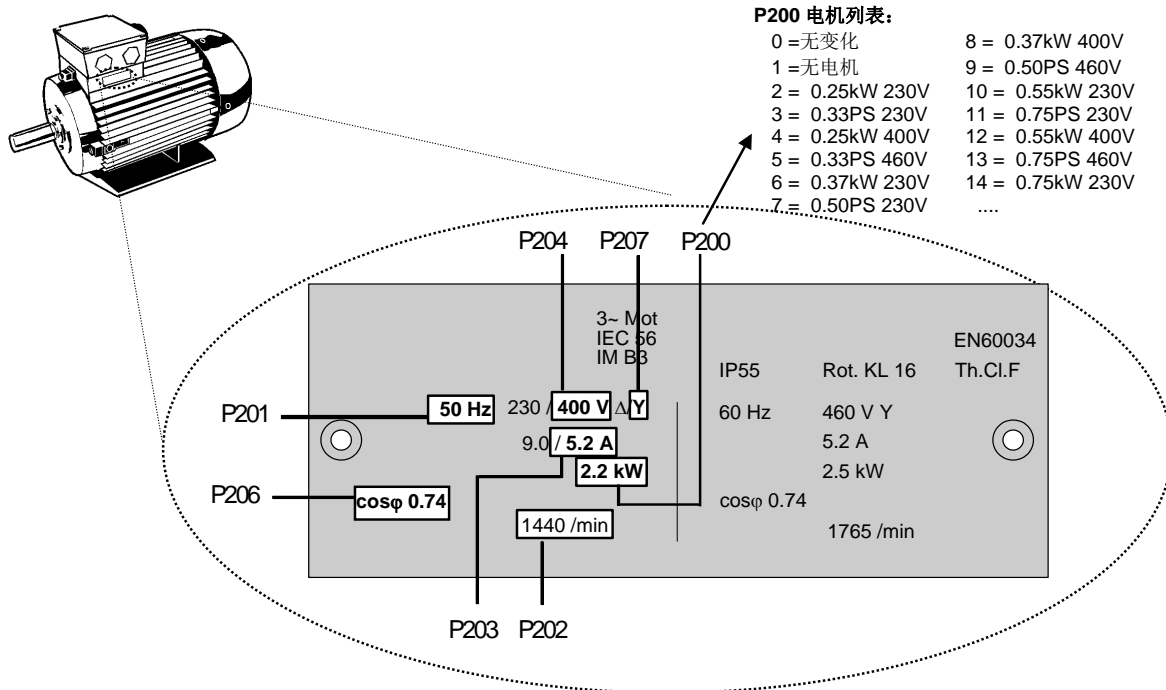 P200 电机列表：
0 =无变化 8 = 0.37kW 400V
1 =无电机 9 = 0.50PS 460V
2 = 0.25kW 230V 10 = 0.55kW 230V
3 = 0.33PS 230V 11 = 0.75PS 230V
4 = 0.25kW 400V 12 = 0.55kW 400V
5 = 0.33PS 460V 13 = 0.75PS 460V
6 = 0.37kW 230V 14 = 0.75kW 230V
7 = 0.50PS 230V ....
P204 P207 P200
3~ Mot
IEC 56
IM B3
EN60034
IP55 Rot. KL 16 Th.Cl.F
P201 50 Hz 230 / 400 V Δ/Y 60 Hz 460 V Y
9.0 / 5.2 A 5.2 A
2.2 kW 2.5 kW
P206 cosφ 0.74 cosφ 0.74
1440 /min 1765 /min
P203 P202